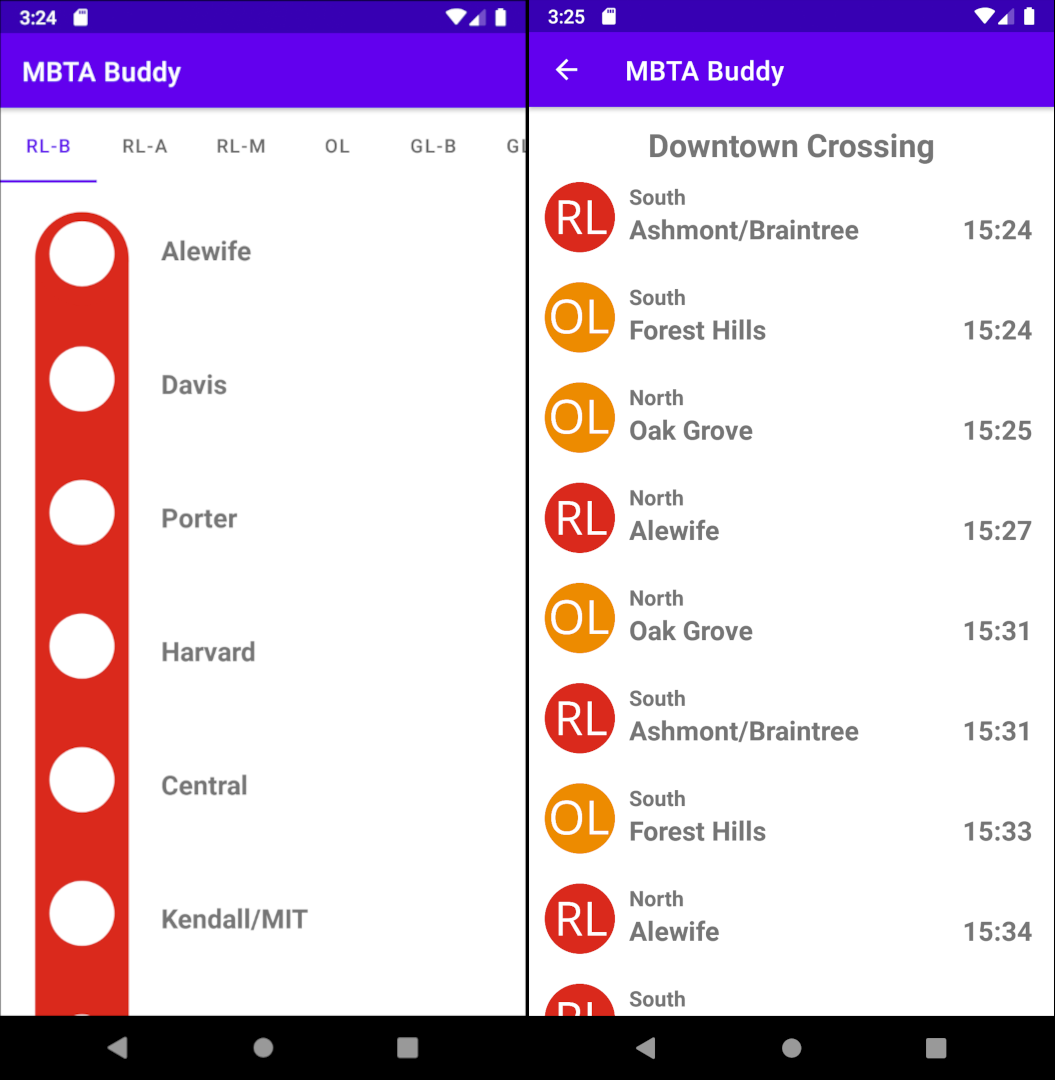 3:24
MBTA Buddy
RL-B RL-A RL-M OL GL-B
Alewife
Davis
Porter
Harvard
Central
Kendall/MIT
3:25
MBTA Buddy
Downtown Crossing
RL South
Ashmont/Braintree 15:24
OL South
Forest Hills 15:24
OL North
Oak Grove 15:25
RL North
Alewife 15:27
OL North
Oak Grove 15:31
RL South
Ashmont/Braintree 15:31
OL South
Forest Hills 15:33
RL North
Alewife 15:34
RL South